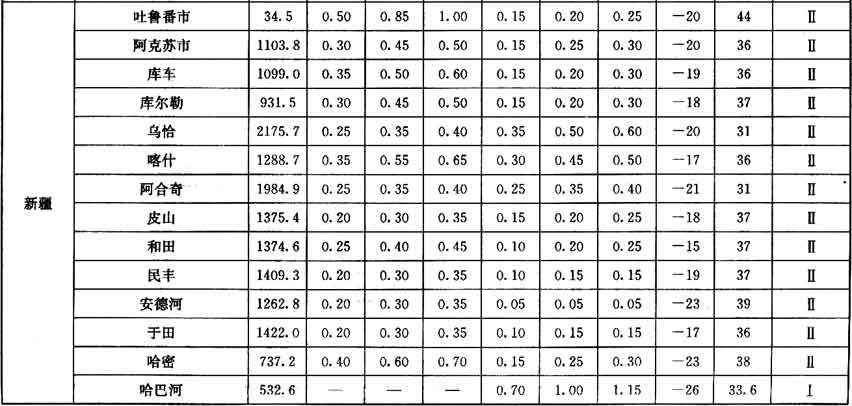 新疆
吐鲁番市 34.5 0.50 0.85 1.00 0.15 0.20 0.25 −20 44 Ⅱ
阿克苏市 1103.8 0.30 0.45 0.50 0.15 0.25 0.30 −20 36 Ⅱ
库车 1099.0 0.35 0.50 0.60 0.15 0.20 0.30 −19 36 Ⅱ
库尔勒 931.5 0.30 0.45 0.50 0.15 0.20 0.30 −18 37 Ⅱ
乌恰 2175.7 0.25 0.35 0.40 0.35 0.50 0.60 −20 31 Ⅱ
喀什 1288.7 0.35 0.55 0.65 0.30 0.45 0.50 −17 36 Ⅱ
阿合奇 1984.9 0.25 0.35 0.40 0.25 0.35 0.40 −21 31 Ⅱ
皮山 1375.4 0.20 0.30 0.35 0.15 0.20 0.25 −18 37 Ⅱ
和田 1374.6 0.25 0.40 0.45 0.10 0.20 0.25 −15 37 Ⅱ
民丰 1409.3 0.20 0.30 0.35 0.10 0.15 0.15 −19 37 Ⅱ
安德河 1262.8 0.20 0.30 0.35 0.05 0.05 0.05 −23 39 Ⅱ
于田 1422.0 0.20 0.30 0.35 0.10 0.15 0.15 −17 36 Ⅱ
哈密 737.2 0.40 0.60 0.70 0.15 0.25 0.30 −23 38 Ⅱ
哈巴河 532.6 — — — 0.70 1.00 1.15 −26 33.6 Ⅰ